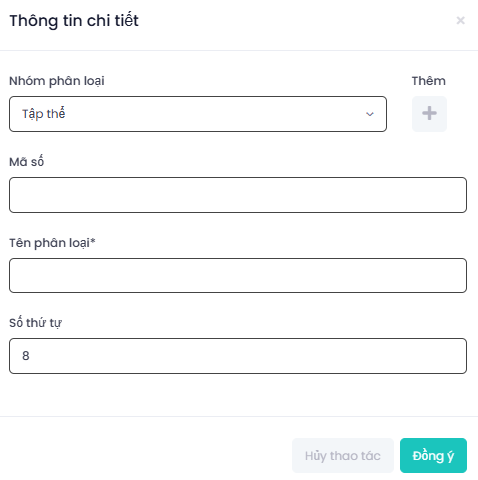 Thông tin chi tiết
Nhóm phân loại Thêm
Tập thể
Mã số
Tên phân loại*
Số thứ tự
8
Hủy thao tác Đồng ý